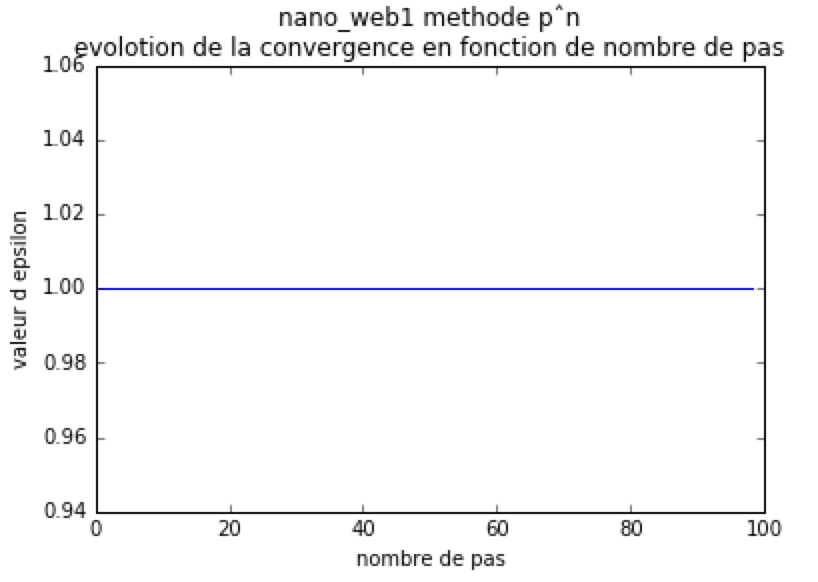 nano_web1 methode pˆn
evolotion de la convergence en fonction de nombre de pas
1.06
1.04
1.02
1.00
0.98
0.96
0.94
valeur d epsilon
0 20 40 60 80 100
nombre de pas